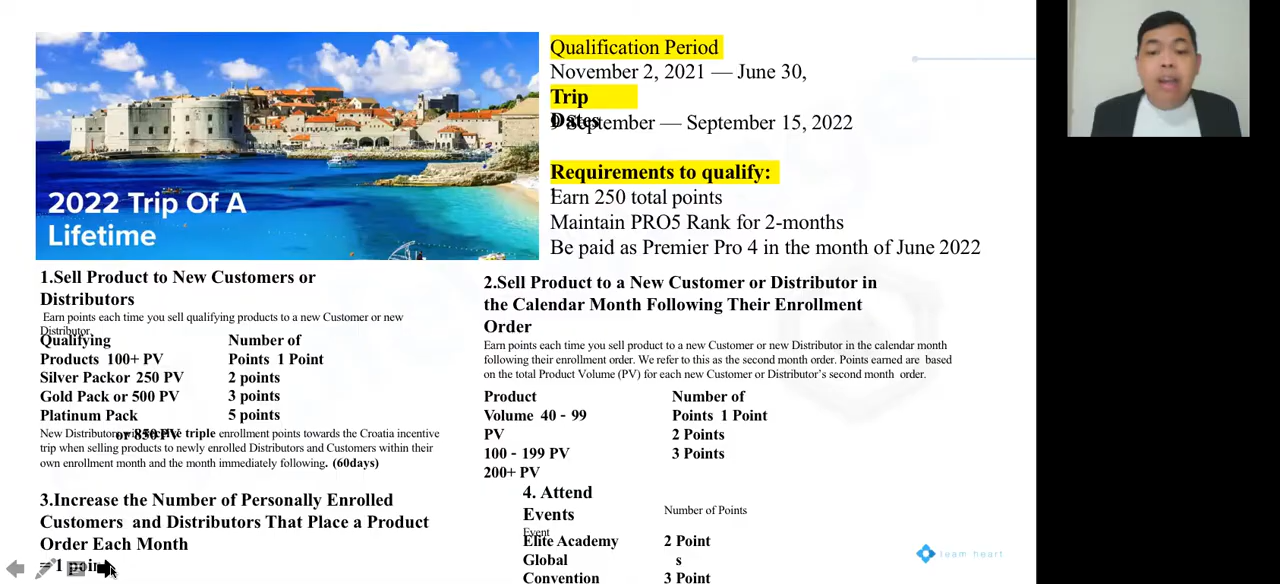 Qualification Period
November 2, 2021 — June 30,
Trip
Dates
September — September 15, 2022
Requirements to qualify:
Earn 250 total points
Maintain PRO5 Rank for 2-months
Be paid as Premier Pro 4 in the month of June 2022
2022 Trip Of A
Lifetime
1.Sell Product to New Customers or
Distributors
Earn points each time you sell qualifying products to a new Customer or new
Distributor.
Qualifying Number of
Products 100+ PV Points 1 Point
Silver Packor 250 PV 2 points
Gold Pack or 500 PV 3 points
Platinum Pack 5 points
or 850 PV
New Distributors will receive triple enrollment points towards the Croatia incentive
trip when selling products to newly enrolled Distributors and Customers within their
own enrollment month and the month immediately following. (60days)
2.Sell Product to a New Customer or Distributor in
the Calendar Month Following Their Enrollment
Order
Earn points each time you sell product to a new Customer or new Distributor in the calendar month
following their enrollment order. We refer to this as the second month order. Points earned are based
on the total Product Volume (PV) for each new Customer or Distributor's second month order.
Product Number of
Volume 40 - 99 Points 1 Point
PV 2 Points
100 - 199 PV 3 Points
200+ PV
3.Increase the Number of Personally Enrolled
Customers and Distributors That Place a Product
Order Each Month
= 1 point
4. Attend
Events
Number of Points
Event
Elite Academy 2 Point
Global s
Convention 3 Point
team heart